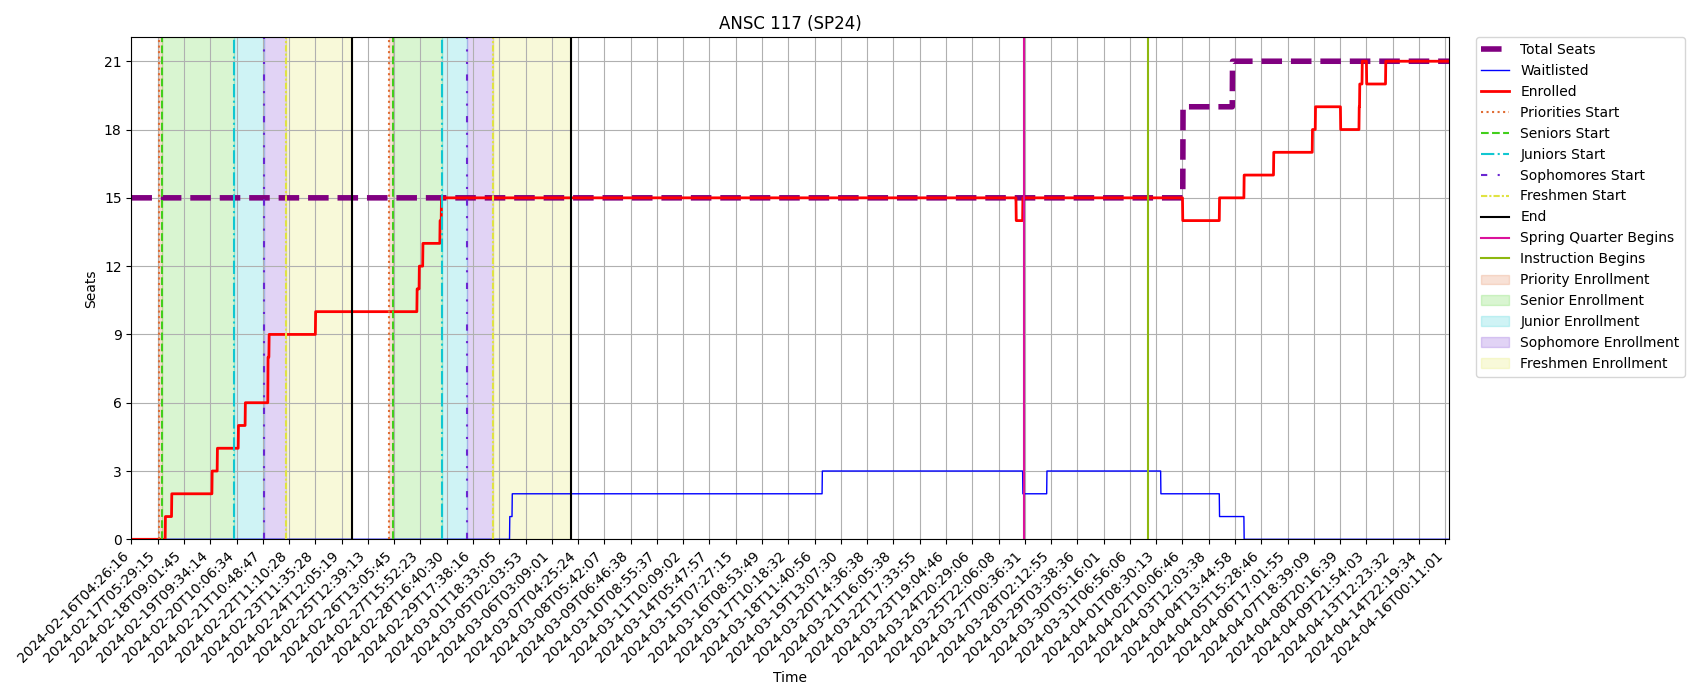 ANSC 117 (SP24)
Seats
21
18
15
12
9
6
3
0
2024-02-16T04:26:16
2024-02-17T05:29:15
2024-02-18T09:01:45
2024-02-19T09:34:14
2024-02-20T10:06:34
2024-02-21T10:48:47
2024-02-22T11:10:28
2024-02-23T11:35:28
2024-02-24T12:05:19
2024-02-25T12:39:13
2024-02-26T13:05:45
2024-02-27T15:52:23
2024-02-28T16:40:30
2024-02-29T17:38:16
2024-03-01T18:33:05
2024-03-05T02:03:53
2024-03-06T03:09:01
2024-03-07T04:25:24
2024-03-08T05:42:07
2024-03-09T06:46:38
2024-03-10T08:55:37
2024-03-11T10:09:02
2024-03-14T05:47:57
2024-03-15T07:27:15
2024-03-16T08:53:49
2024-03-17T10:18:32
2024-03-18T11:40:56
2024-03-19T13:07:30
2024-03-20T14:36:38
2024-03-21T16:05:38
2024-03-22T17:33:55
2024-03-23T19:04:46
2024-03-24T20:29:06
2024-03-25T22:06:08
2024-03-27T00:36:31
2024-03-28T02:12:55
2024-03-29T03:38:36
2024-03-30T05:16:01
2024-03-31T06:56:06
2024-04-01T08:30:13
2024-04-02T10:06:46
2024-04-03T12:03:38
2024-04-04T13:44:58
2024-04-05T15:28:46
2024-04-06T17:01:55
2024-04-07T18:39:09
2024-04-08T20:16:39
2024-04-09T21:54:03
2024-04-13T12:23:32
2024-04-14T22:19:34
2024-04-16T00:11:01
Time
Total Seats
Waitlisted
Enrolled
Priorities Start
Seniors Start
Juniors Start
Sophomores Start
Freshmen Start
End
Spring Quarter Begins
Instruction Begins
Priority Enrollment
Senior Enrollment
Junior Enrollment
Sophomore Enrollment
Freshmen Enrollment